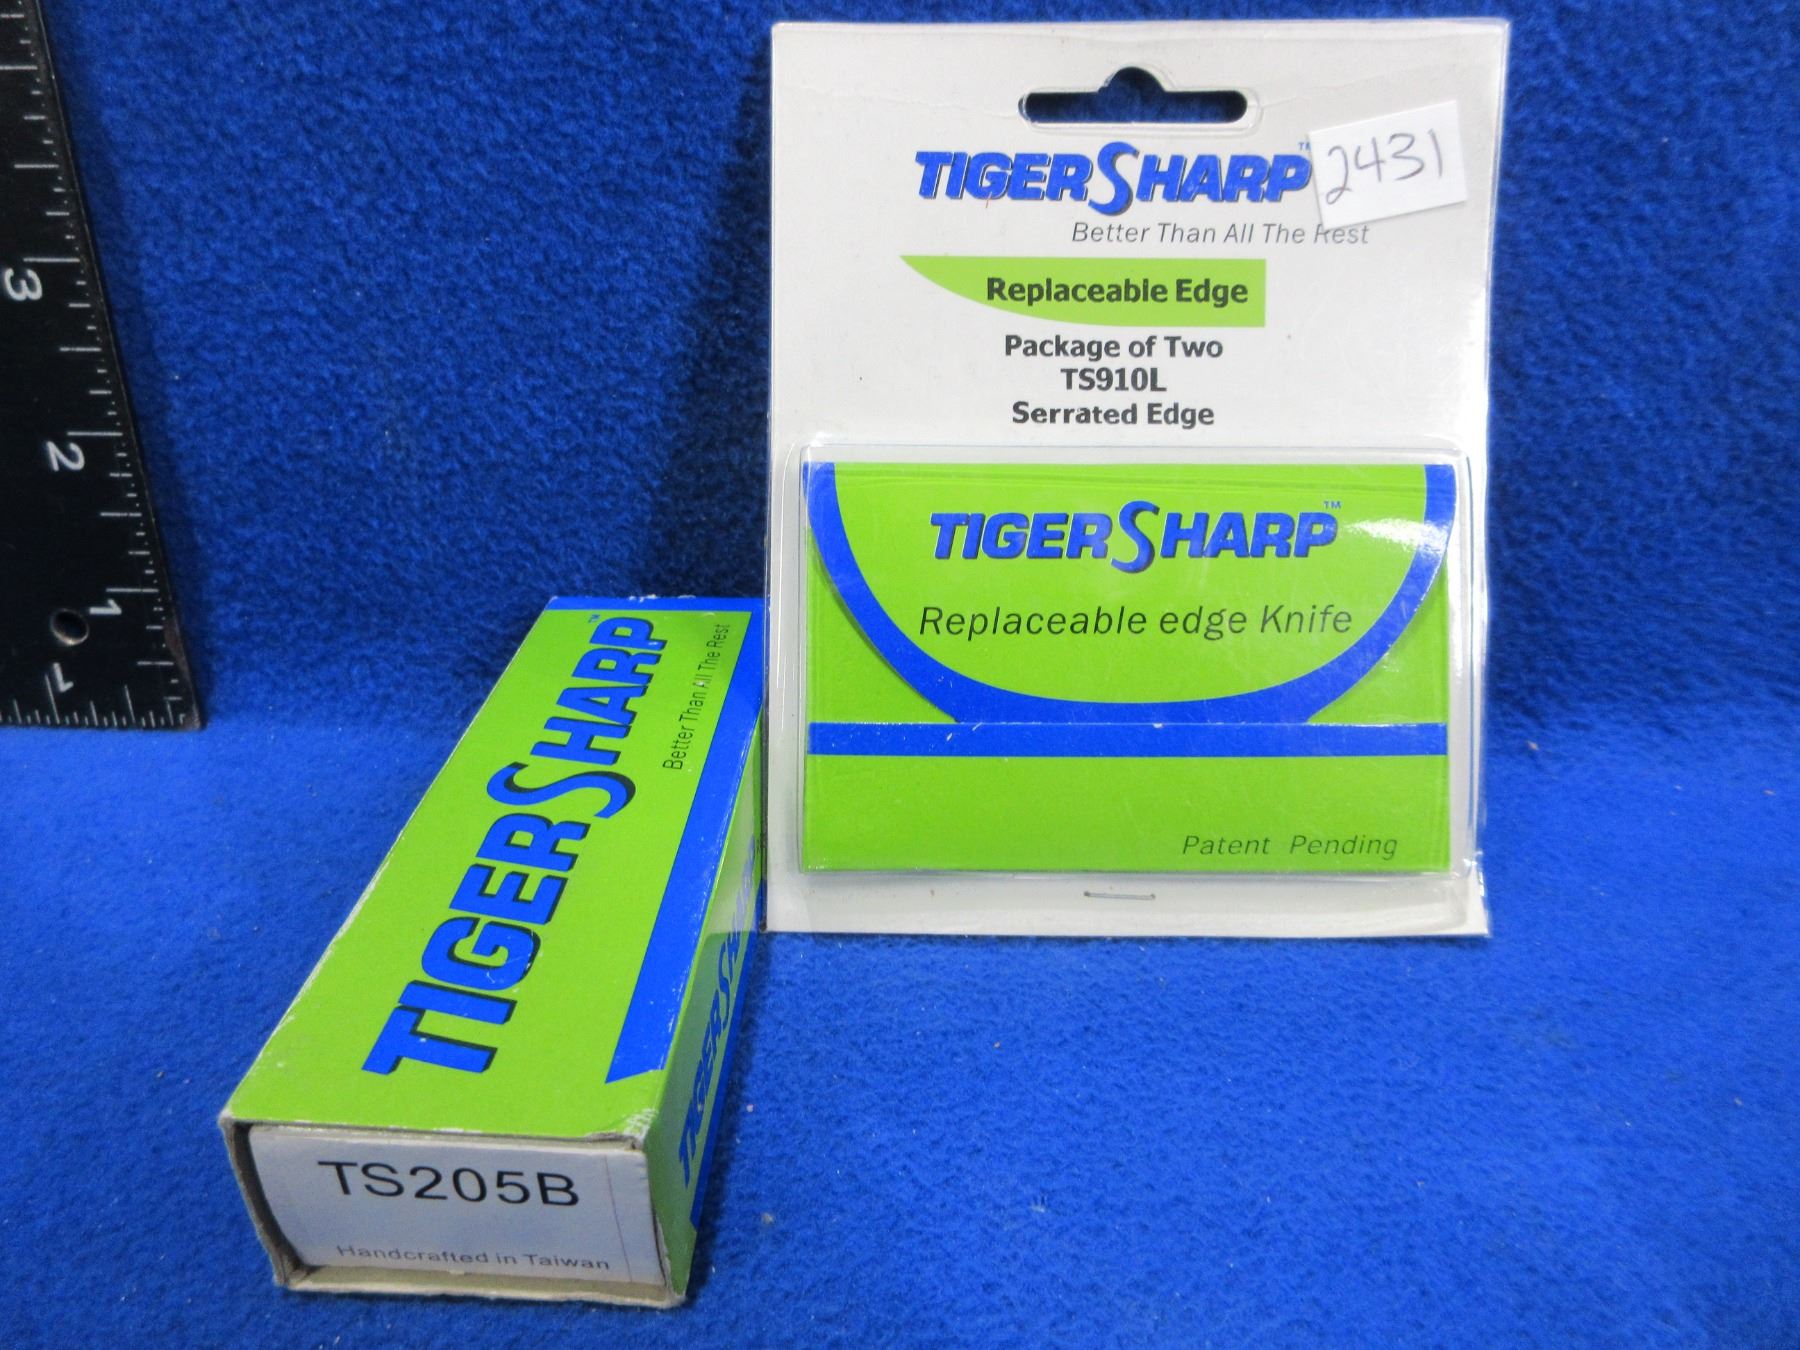 3
2
1
TIGERSHARP™
2431
Better Than All The Rest
Replaceable Edge
Package of Two
TS910L
Serrated Edge
TIGERSHARP™
Replaceable edge Knife
Patent Pending
TIGERSHARP™
Better Than All The Rest
TIGERSHARP
TS205B
Handcrafted in Taiwan